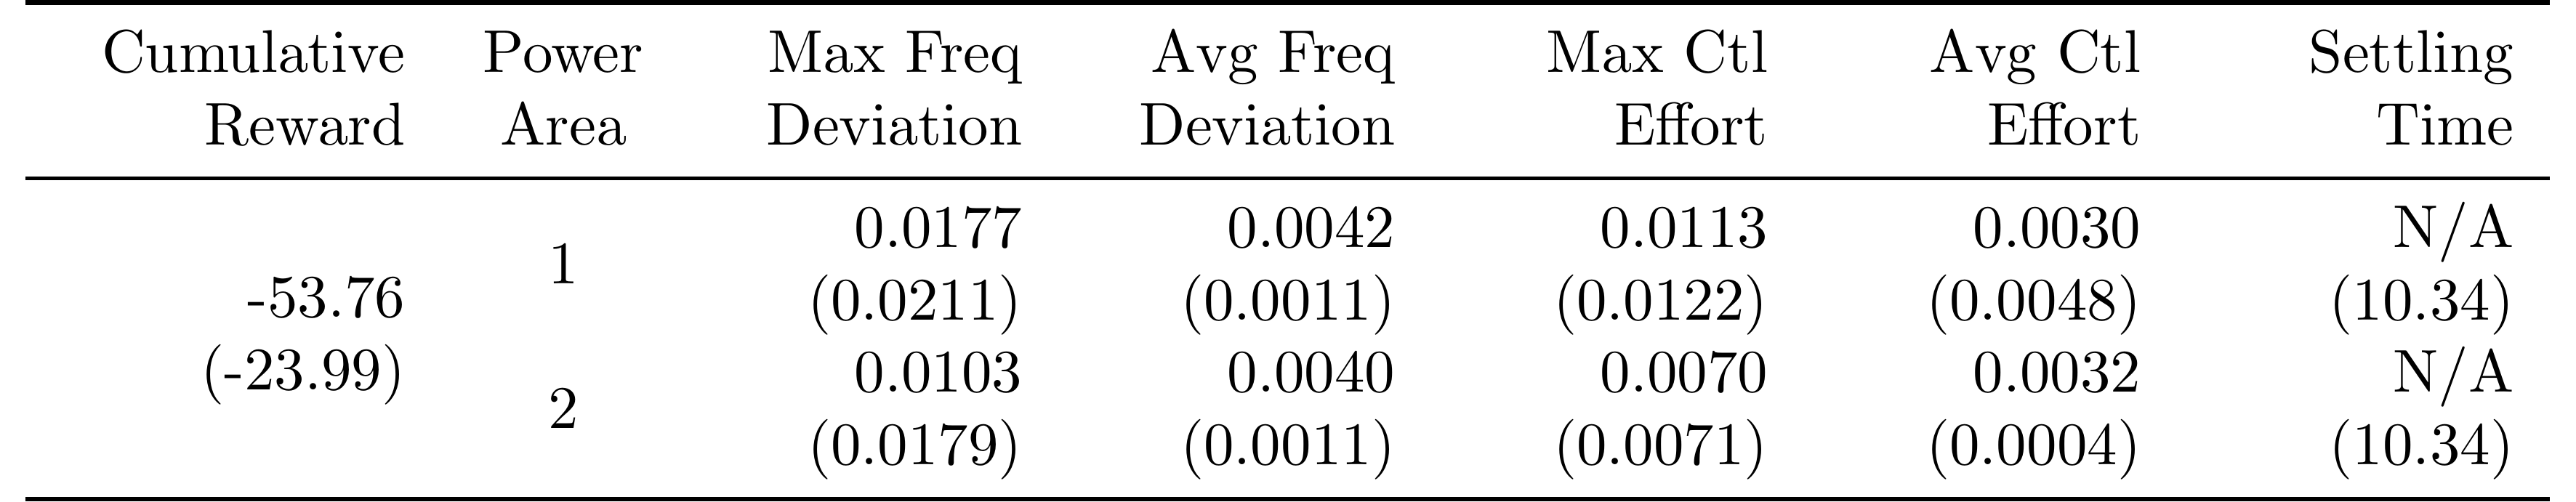 Cumulative Power Max Freq Avg Freq Max Ctl Avg Ctl Settling
Reward Area Deviation Deviation Effort Effort Time
0.0177 0.0042 0.0113 0.0030 N/A
1
-53.76 (0.0211) (0.0011) (0.0122) (0.0048) (10.34)
(-23.99) 0.0103 0.0040 0.0070 0.0032 N/A
2
(0.0179) (0.0011) (0.0071) (0.0004) (10.34)